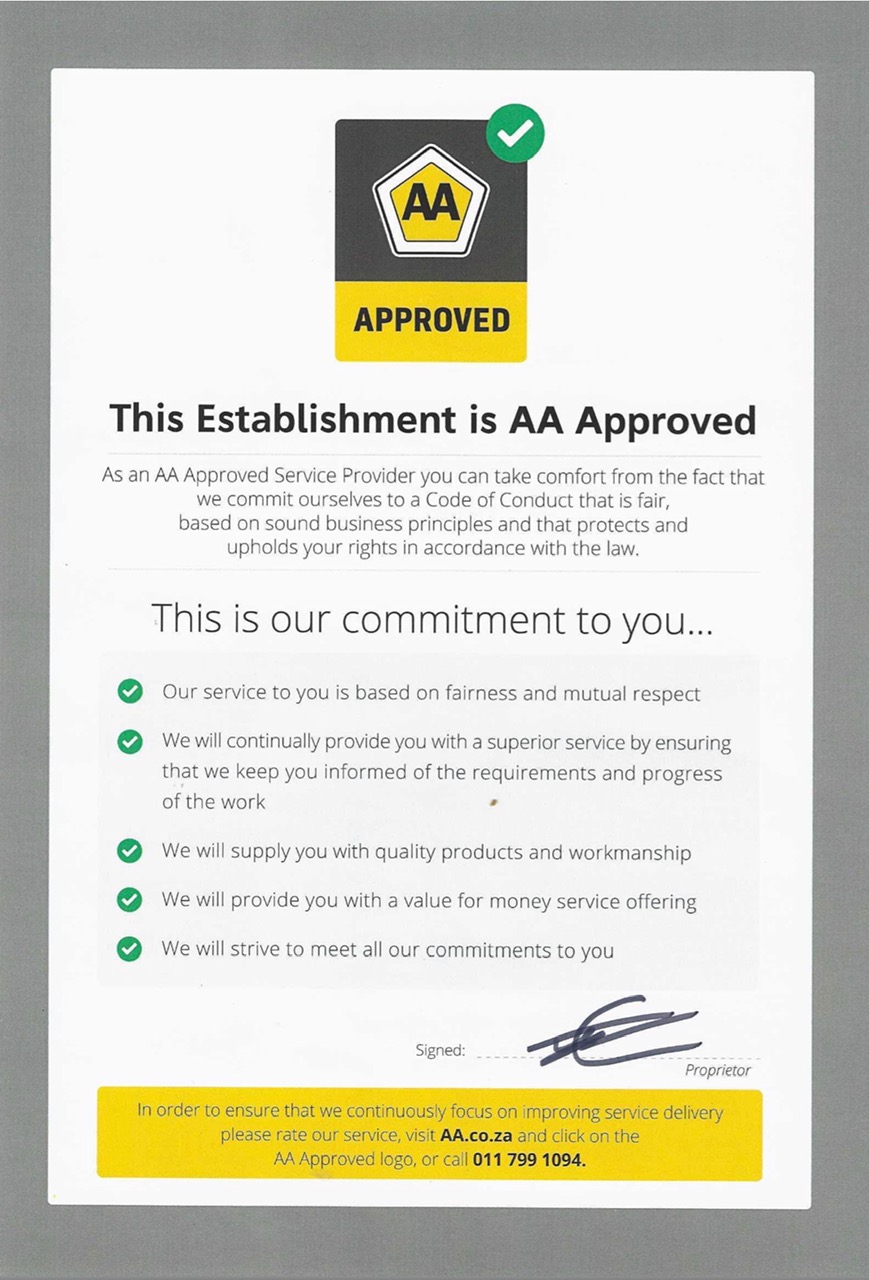 AA
APPROVED
This Establishment is AA Approved
As an AA Approved Service Provider you can take comfort from the fact that
we commit ourselves to a Code of Conduct that is fair,
based on sound business principles and that protects and
upholds your rights in accordance with the law.
This is our commitment to you...
Our service to you is based on fairness and mutual respect
We will continually provide you with a superior service by ensuring
that we keep you informed of the requirements and progress
of the work
We will supply you with quality products and workmanship
We will provide you with a value for money service offering
We will strive to meet all our commitments to you
Signed:
Proprietor
In order to ensure that we continuously focus on improving service delivery
please rate our service, visit AA.co.za and click on the
AA Approved logo, or call 011 799 1094.